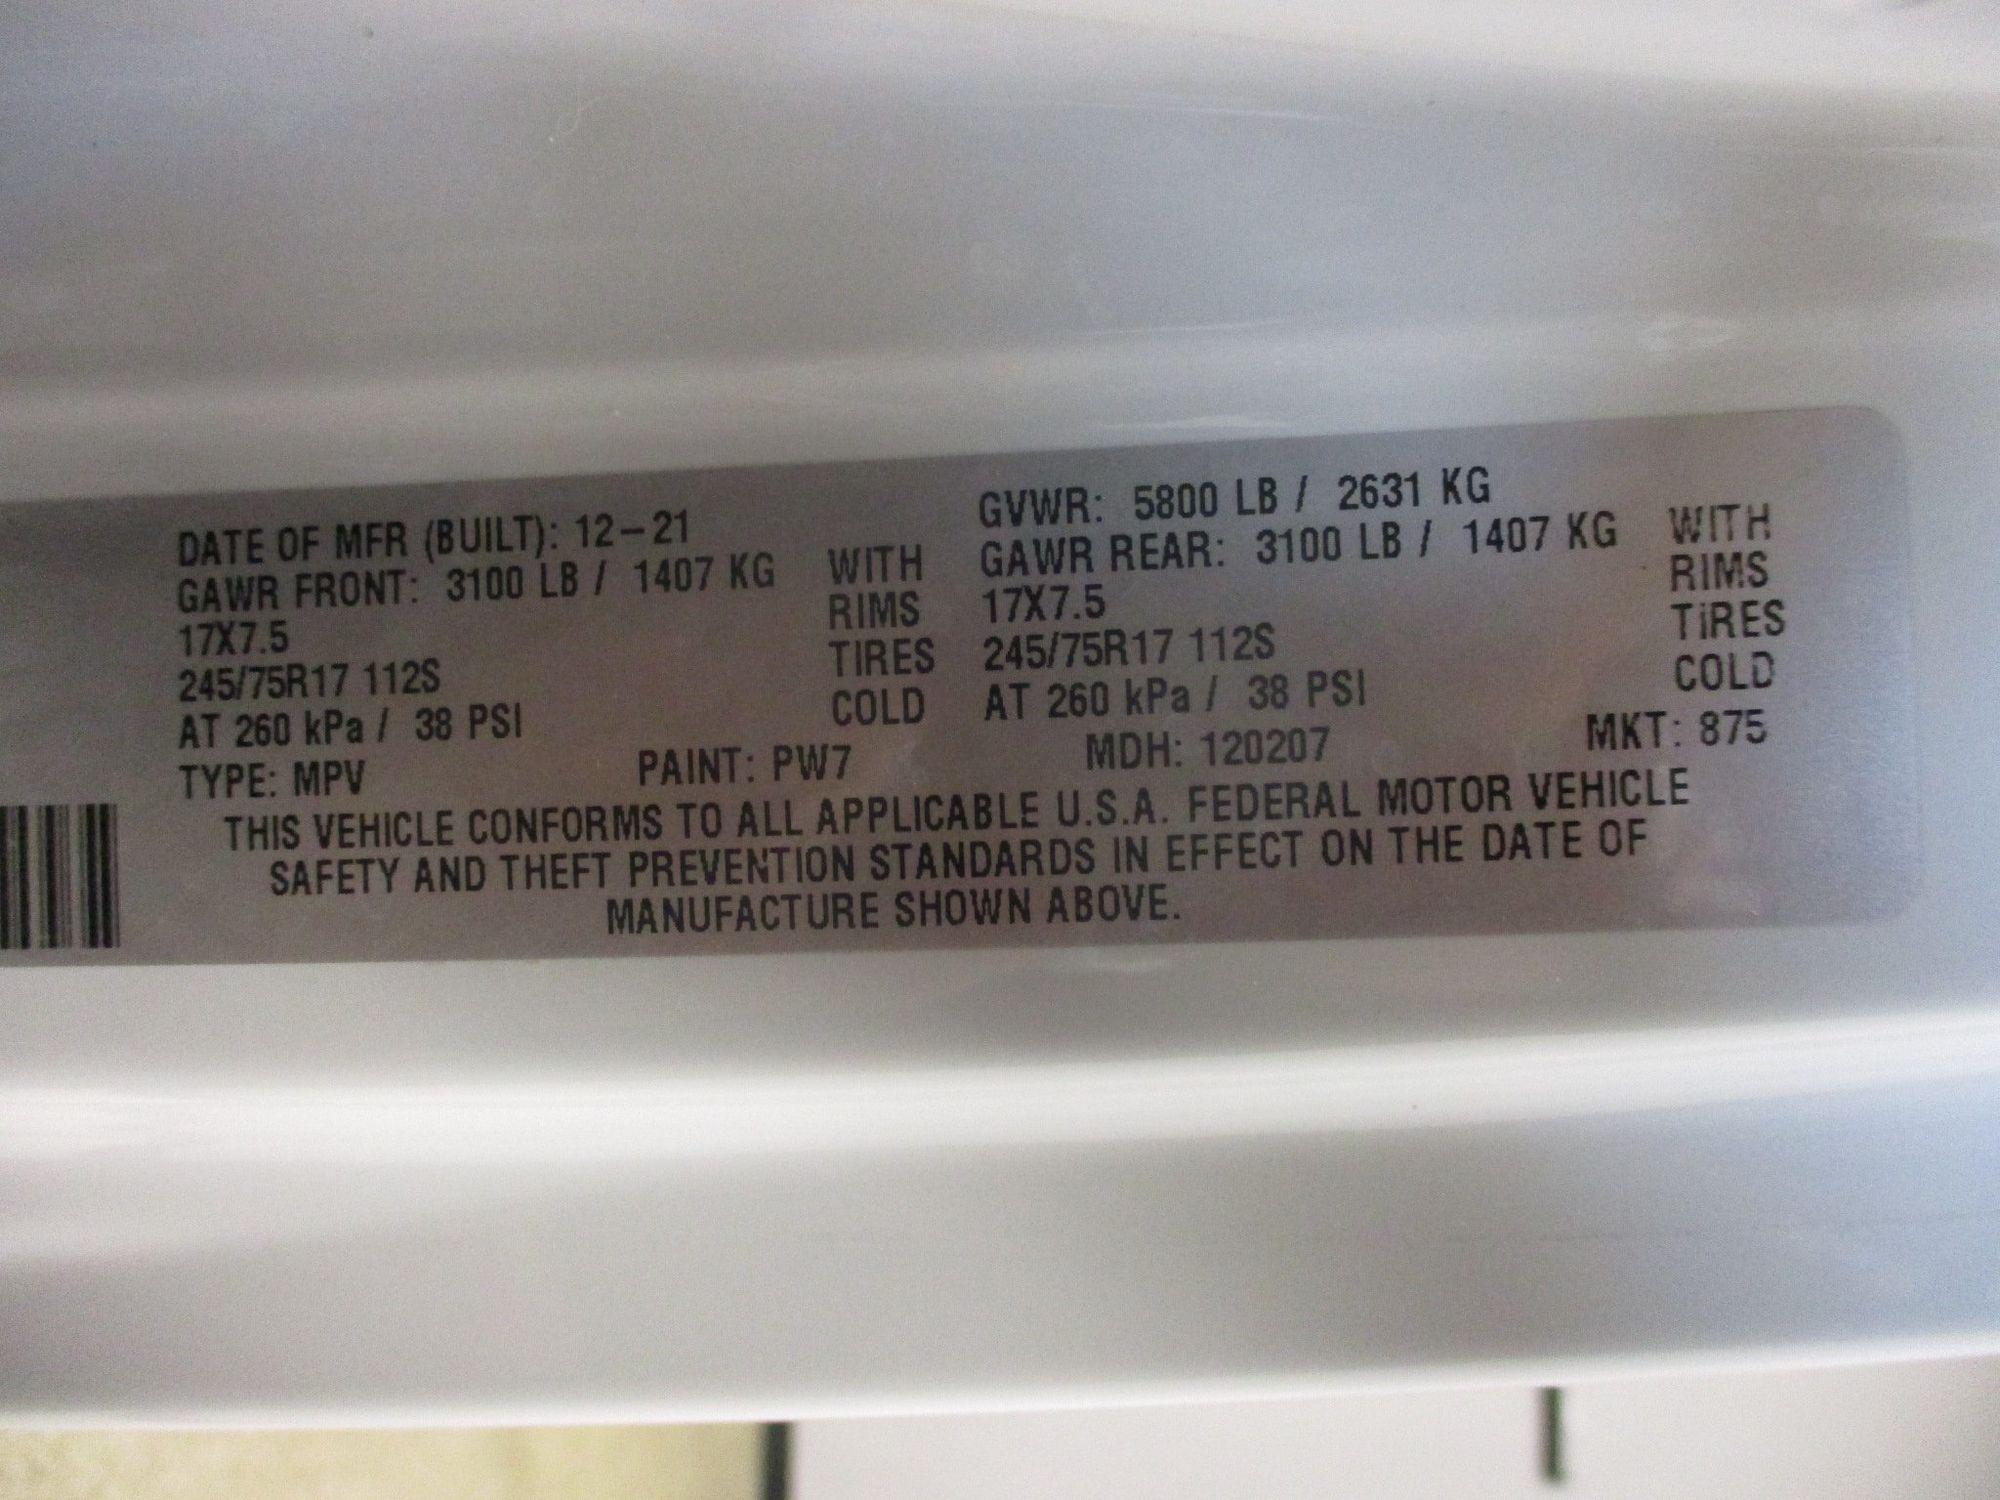 DATE OF MFR (BUILT): 12-21 GVWR: 5800 LB / 2631 KG
GAWR FRONT: 3100 LB / 1407 KG WITH GAWR REAR: 3100 LB / 1407 KG WITH
17X7.5 RIMS 17X7.5 RIMS
245/75R17 112S TIRES 245/75R17 112S TIRES
AT 260 kPa / 38 PSI COLD AT 260 kPa / 38 PSI COLD
TYPE: MPV PAINT: PW7 MDH: 120207 MKT: 875
THIS VEHICLE CONFORMS TO ALL APPLICABLE U.S.A. FEDERAL MOTOR VEHICLE
SAFETY AND THEFT PREVENTION STANDARDS IN EFFECT ON THE DATE OF
MANUFACTURE SHOWN ABOVE.